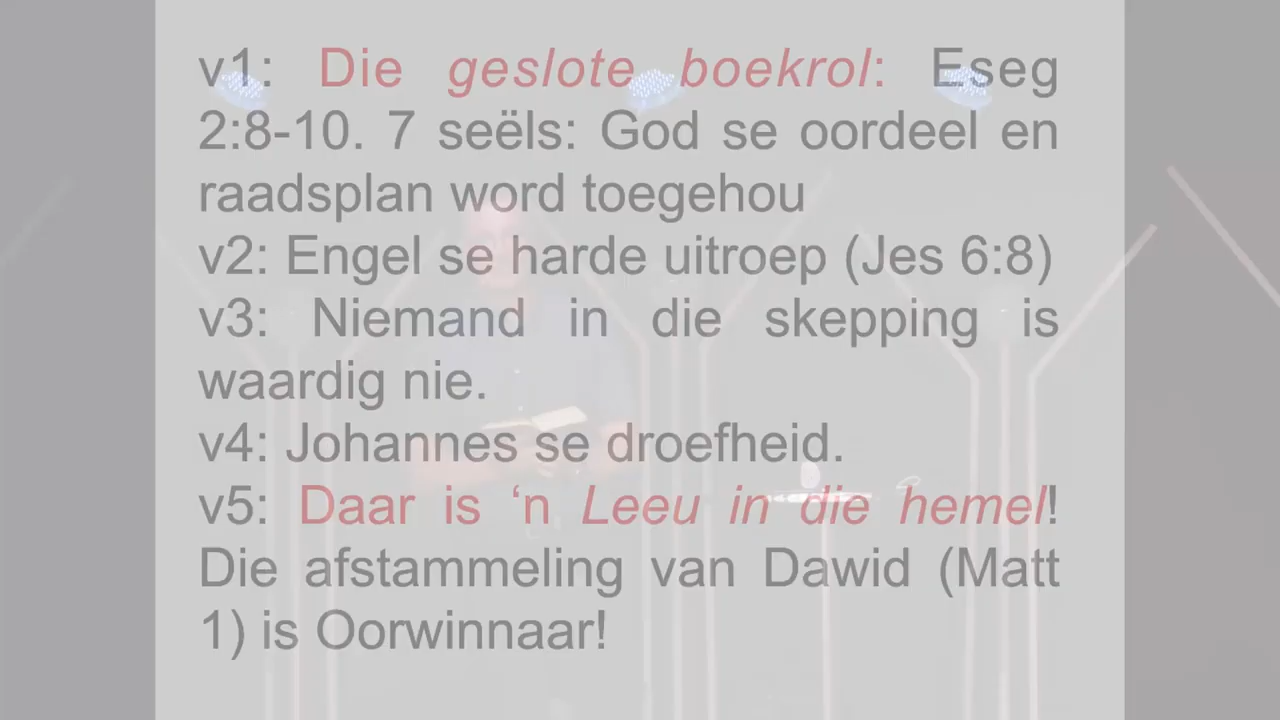 v1: Die geslote boekrol: Eseg
2:8-10. 7 seëls: God se oordeel en
raadsplan word toegehou
v2: Engel se harde uitroep (Jes 6:8)
v3: Niemand in die skepping is
waardig nie.
v4: Johannes se droefheid.
v5: Daar is ‘n Leeu in die hemel!
Die afstammeling van Dawid (Matt
1) is Oorwinnaar!